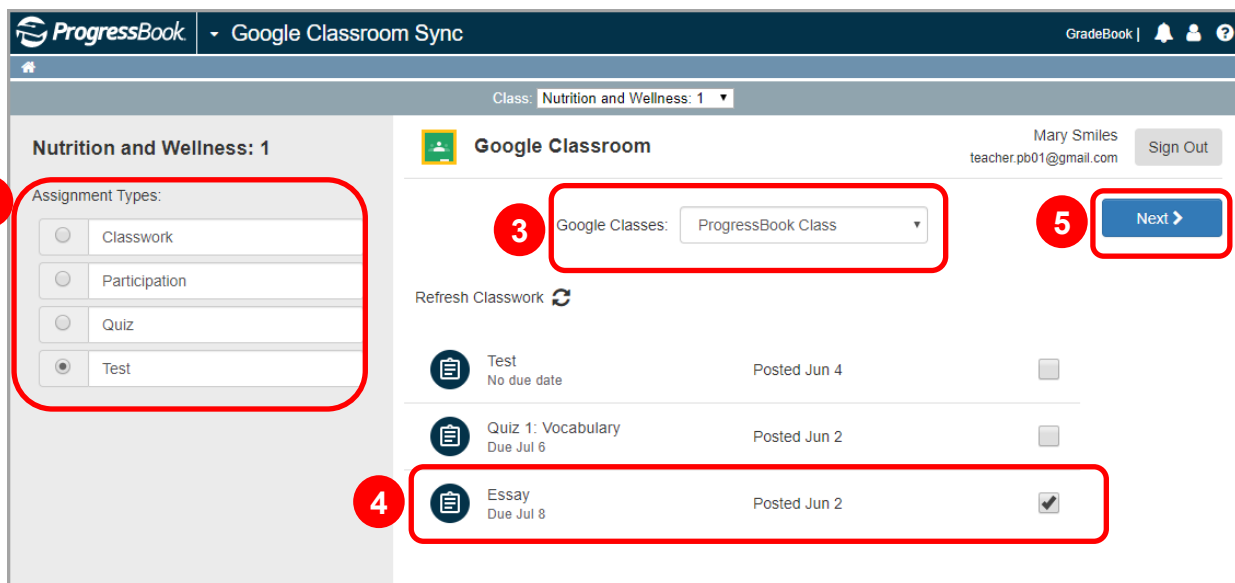 ProgressBook Google Classroom Sync GradeBook |
Class: Nutrition and Wellness: 1
Nutrition and Wellness: 1
Assignment Types:
Classwork
Participation
Quiz
Test
Google Classroom
Mary Smiles
teacher.pb01@gmail.com
Sign Out
3 Google Classes: ProgressBook Class
5 Next
Refresh Classwork
Test
No due date
Posted Jun 4
Quiz 1: Vocabulary
Due Jul 6
Posted Jun 2
4
Essay
Due Jul 8
Posted Jun 2